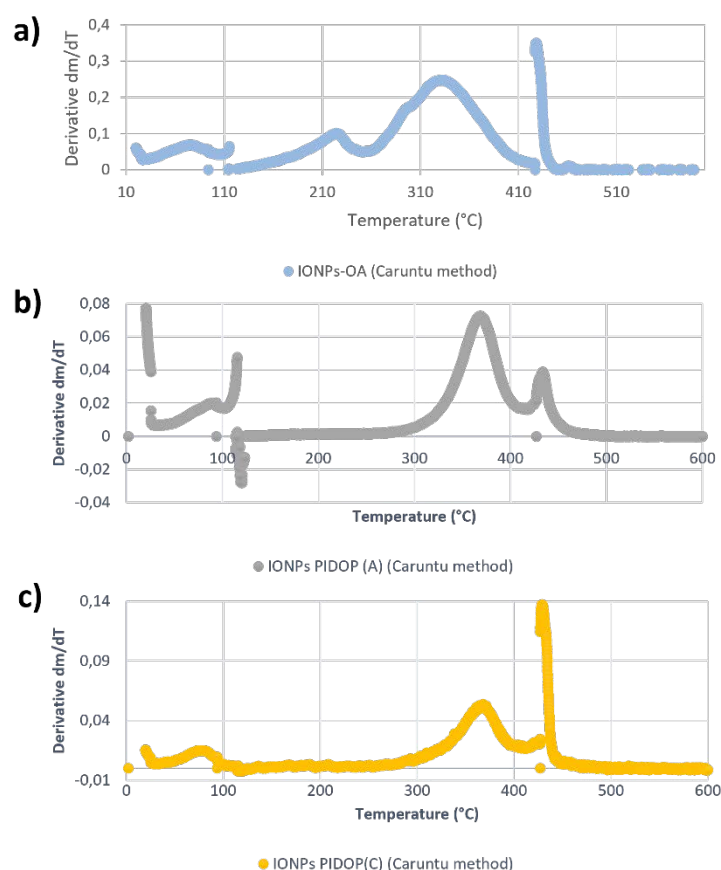 a)
Derivative dm/dT
0,4
0,3
0,2
0,1
0
10 110 210 310 410 510
Temperature (°C)
IONPs-OA (Caruntu method)
b)
Derivative dm/dT
0,08
0,06
0,04
0,02
0
-0,02
-0,04
0 100 200 300 400 500 600
Temperature (°C)
IONPs PIDOP (A) (Caruntu method)
c)
Derivative dm/dT
0,14
0,09
0,04
-0,01
0 100 200 300 400 500 600
Temperature (°C)
IONPs PIDOP(C) (Caruntu method)